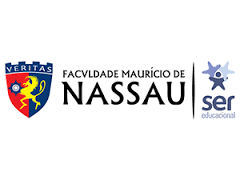 VERITAS
FACVLDADE MAURÍCIO DE
NASSAU
ser
educacional